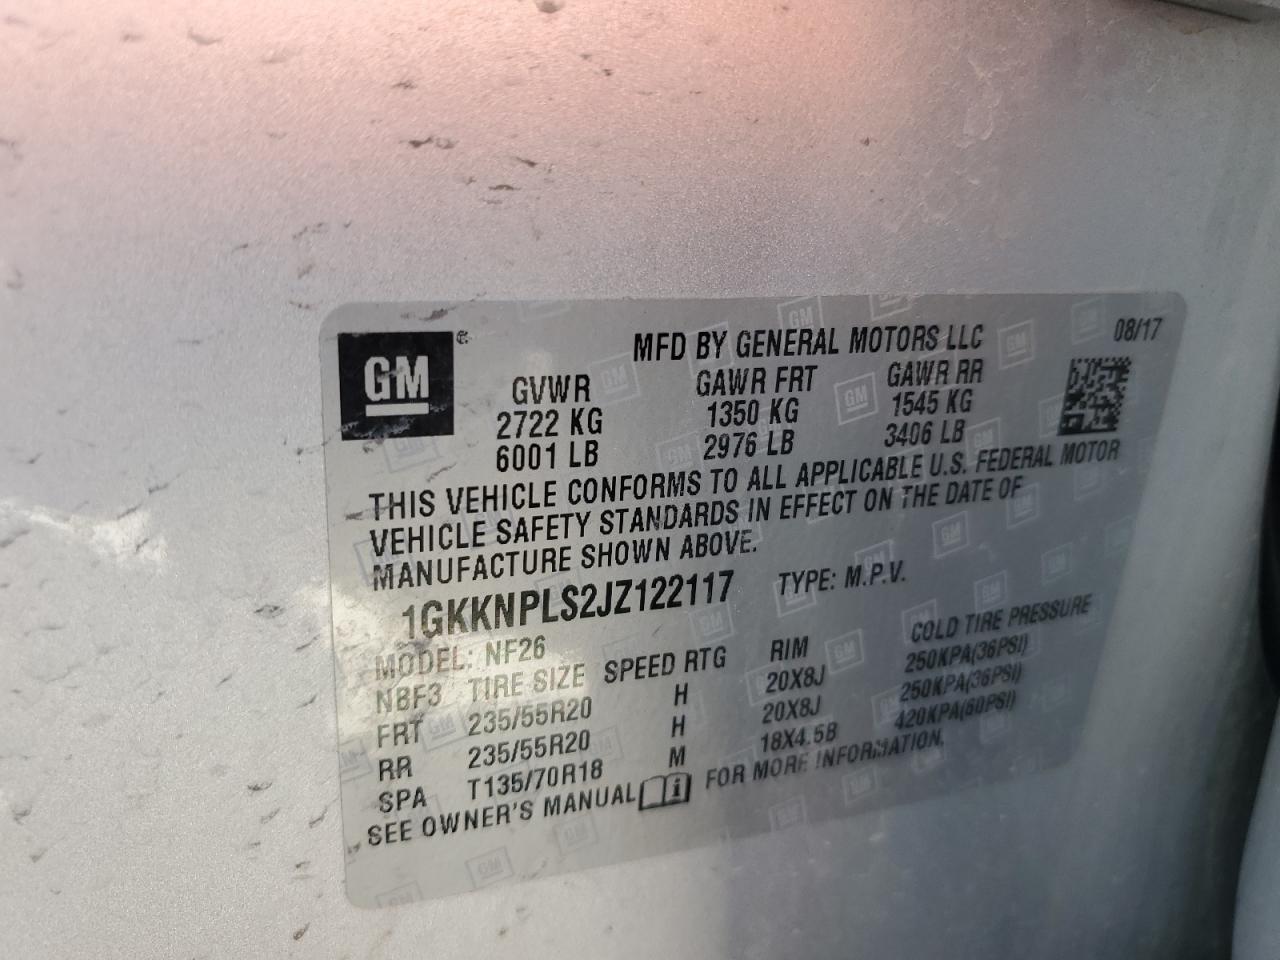 GM
MFD BY GENERAL MOTORS LLC 08/17
GVWR GAWR FRT GAWR RR
2722 KG 1350 KG 1545 KG
6001 LB 2976 LB 3406 LB
THIS VEHICLE CONFORMS TO ALL APPLICABLE U.S. FEDERAL MOTOR
VEHICLE SAFETY STANDARDS IN EFFECT ON THE DATE OF
MANUFACTURE SHOWN ABOVE.
1GKKNPLS2JZ122117 TYPE: M.P.V.
MODEL: NF26
NBF3 TIRE SIZE SPEED RTG RIM COLD TIRE PRESSURE
FRT 235/55R20 H 20X8J 250KPA(36PSI)
RR 235/55R20 H 20X8J 250KPA(36PSI)
SPA T135/70R18 M 18X4.5B 420KPA(60PSI)
SEE OWNER'S MANUAL FOR MORE INFORMATION.